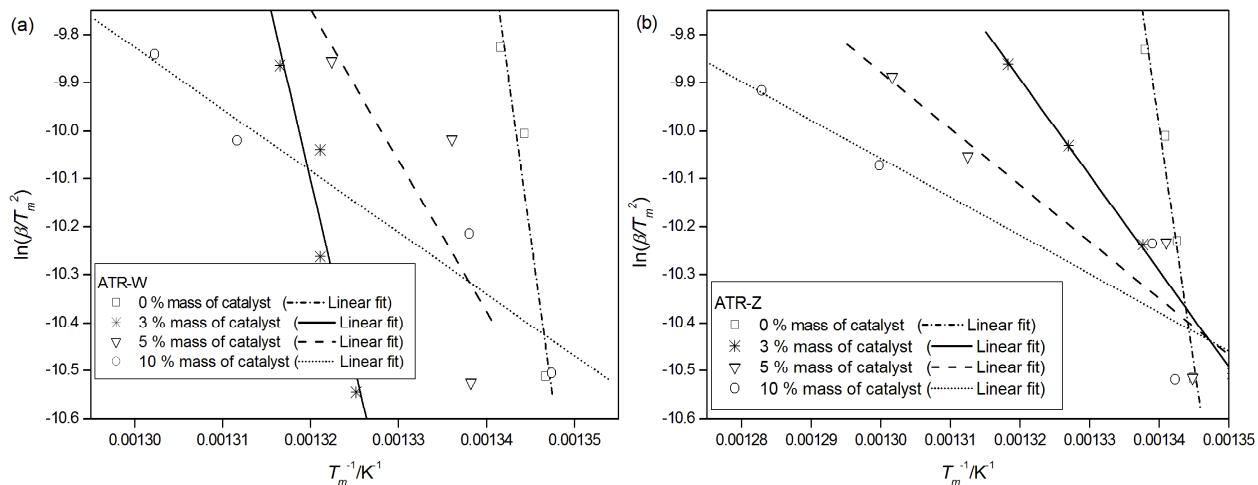 (a)
-9.8
-9.9
-10.0
-10.1
-10.2
-10.3
-10.4
-10.5
-10.6
ln(β/Tm²)
ATR-W
0 % mass of catalyst (Linear fit)
3 % mass of catalyst (Linear fit)
5 % mass of catalyst (Linear fit)
10 % mass of catalyst (Linear fit)
0.00130 0.00131 0.00132 0.00133 0.00134 0.00135
Tm⁻¹/K⁻¹
(b)
-9.8
-9.9
-10.0
-10.1
-10.2
-10.3
-10.4
-10.5
-10.6
ln(β/Tm²)
ATR-Z
0 % mass of catalyst (Linear fit)
3 % mass of catalyst (Linear fit)
5 % mass of catalyst (Linear fit)
10 % mass of catalyst (Linear fit)
0.00128 0.00129 0.00130 0.00131 0.00132 0.00133 0.00134 0.00135
Tm⁻¹/K⁻¹